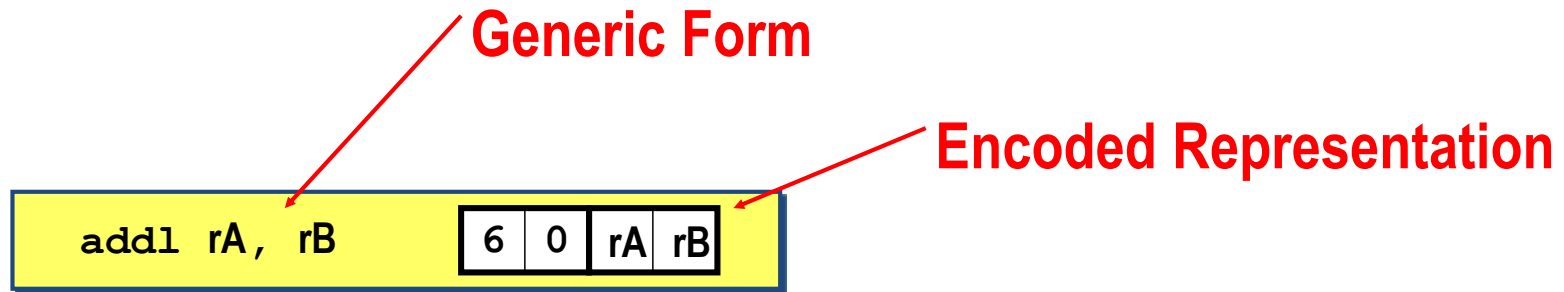 Generic Form
Encoded Representation
addl rA, rB 6 0 rA rB